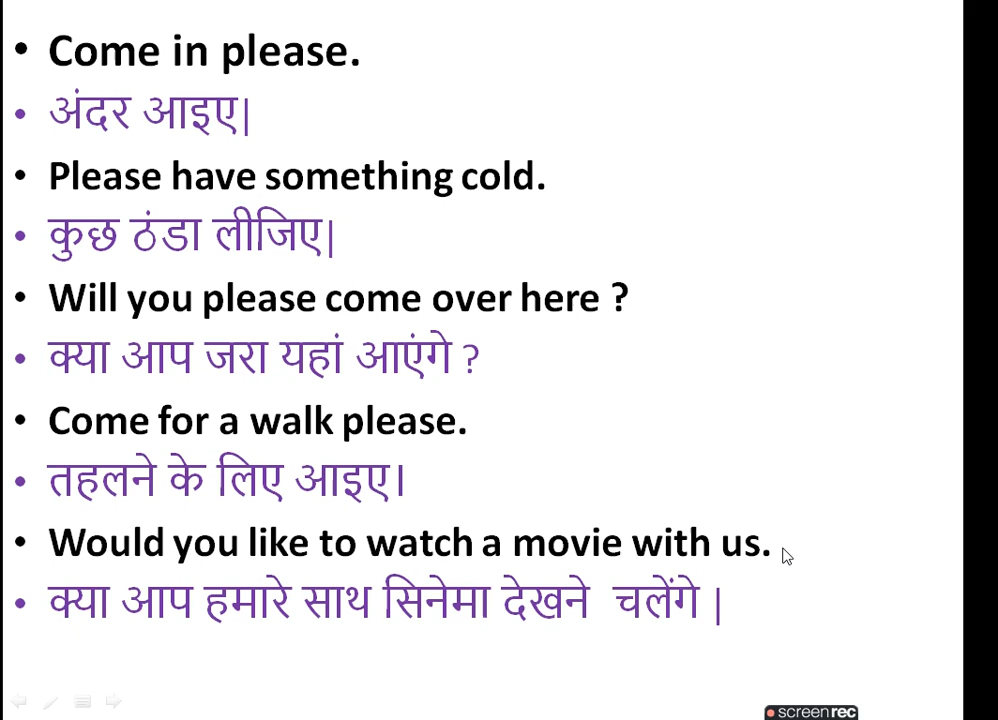 • Come in please.
• अंदर आइए|
• Please have something cold.
• कुछ ठंडा लीजिए|
• Will you please come over here ?
• क्या आप जरा यहां आएंगे ?
• Come for a walk please.
• तहलने के लिए आइए।
• Would you like to watch a movie with us.
• क्या आप हमारे साथ सिनेमा देखने  चलेंगे |
screenrec